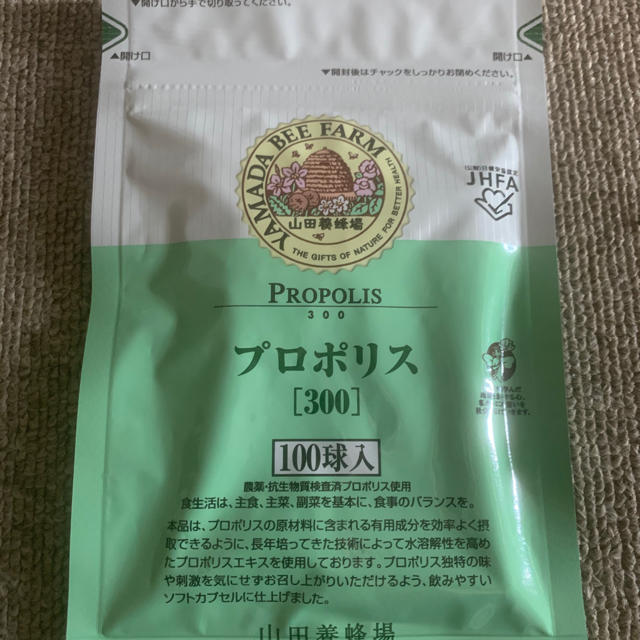 ▼開け口から手で切り取ってください。
▲開け口
開け口▲
▼開封後はチャックをしっかりお閉めください。
YAMADA BEE FARM
山田養蜂場
THE GIFTS OF NATURE FOR BETTER HEALTH
JHFA
PROPOLIS
300
プロポリス
[300]
100球入
農薬・抗生物質検査済プロポリス使用
食生活は、主食、主菜、副菜を基本に、食事のバランスを。
本品は、プロポリスの原材料に含まれる有用成分を効率よく摂
取できるように、長年培ってきた技術によって水溶解性を高め
たプロポリスエキスを使用しております。プロポリス独特の味
や刺激を気にせずお召し上がりいただけるよう、飲みやすい
ソフトカプセルに仕上げました。
山田養蜂場